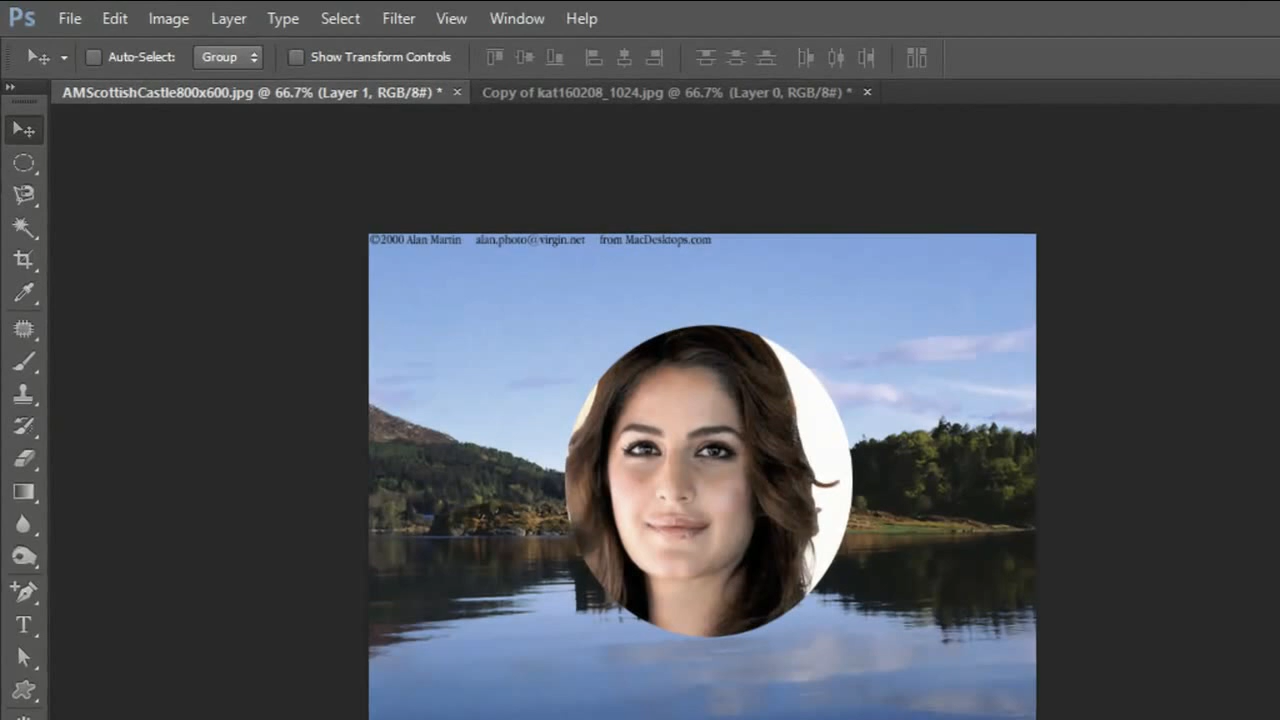 Ps File Edit Image Layer Type Select Filter View Window Help
Auto-Select: Group Show Transform Controls
AMScottishCastle800x600.jpg @ 66.7% (Layer 1, RGB/8#) * × Copy of kat160208_1024.jpg @ 66.7% (Layer 0, RGB/8#) * ×
©2000 Alan Martin alan.photo@virgin.net from MacDesktops.com
T